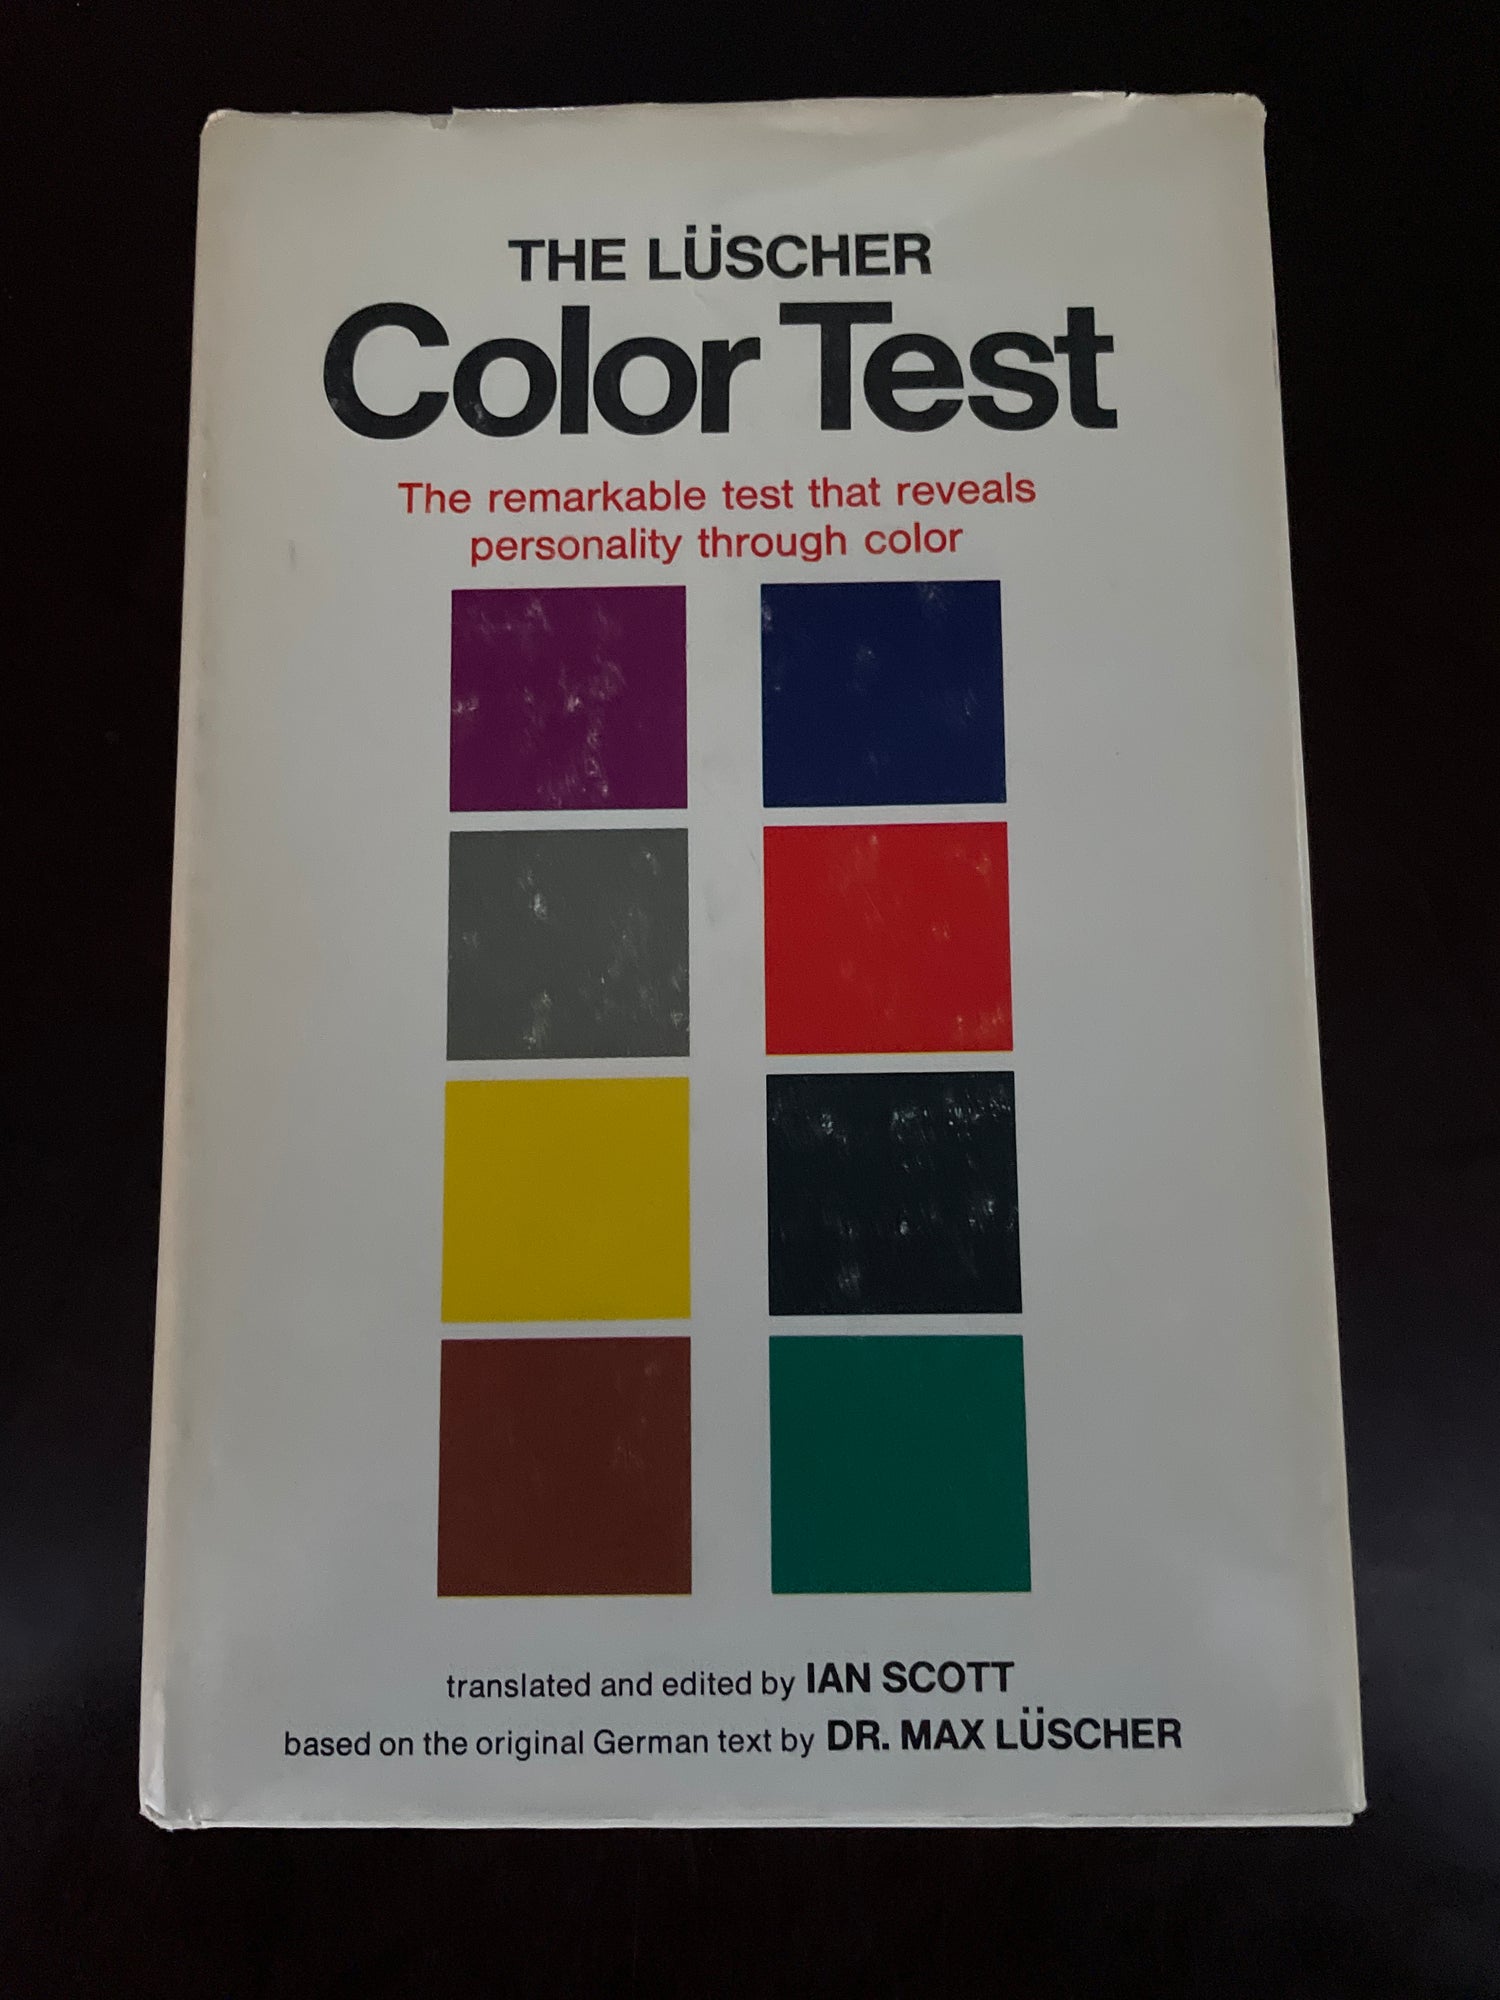 THE LÜSCHER
Color Test
The remarkable test that reveals
personality through color
translated and edited by IAN SCOTT
based on the original German text by DR. MAX LÜSCHER